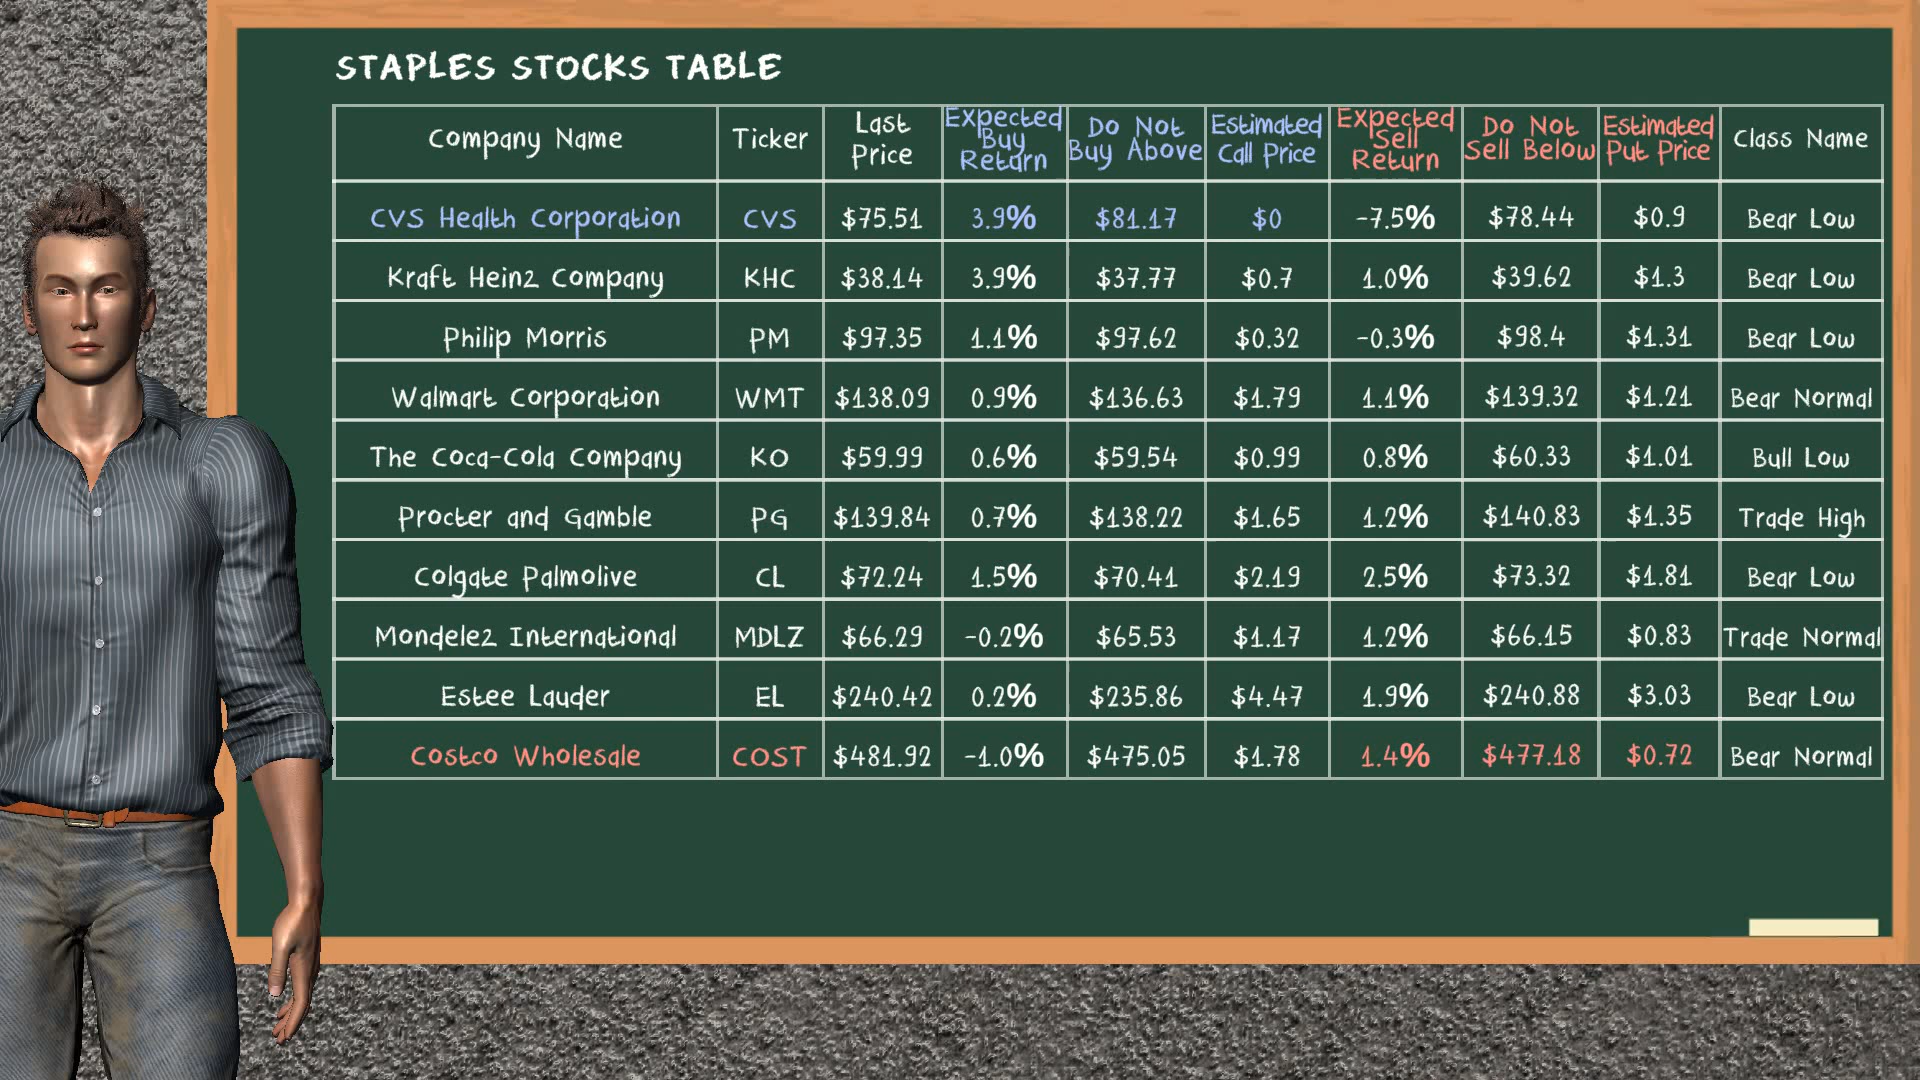 STAPLES STOCKS TABLE
Company Name Ticker Last Price Expected Buy Return Do Not Buy Above Estimated Call Price Expected Sell Return Do Not Sell Below Estimated Put Price Class Name
CVS Health Corporation CVS $75.51 3.9% $81.17 $0 -7.5% $78.44 $0.9 Bear Low
Kraft Heinz Company KHC $38.14 3.9% $37.77 $0.7 1.0% $39.62 $1.3 Bear Low
Philip Morris PM $97.35 1.1% $97.62 $0.32 -0.3% $98.4 $1.31 Bear Low
Walmart Corporation WMT $138.09 0.9% $136.63 $1.79 1.1% $139.32 $1.21 Bear Normal
The Coca-Cola Company KO $59.99 0.6% $59.54 $0.99 0.8% $60.33 $1.01 Bull Low
Procter and Gamble PG $139.84 0.7% $138.22 $1.65 1.2% $140.83 $1.35 Trade High
Colgate Palmolive CL $72.24 1.5% $70.41 $2.19 2.5% $73.32 $1.81 Bear Low
Mondelez International MDLZ $66.29 -0.2% $65.53 $1.17 1.2% $66.15 $0.83 Trade Normal
Estee Lauder EL $240.42 0.2% $235.86 $4.47 1.9% $240.88 $3.03 Bear Low
Costco Wholesale COST $481.92 -1.0% $475.05 $1.78 1.4% $477.18 $0.72 Bear Normal